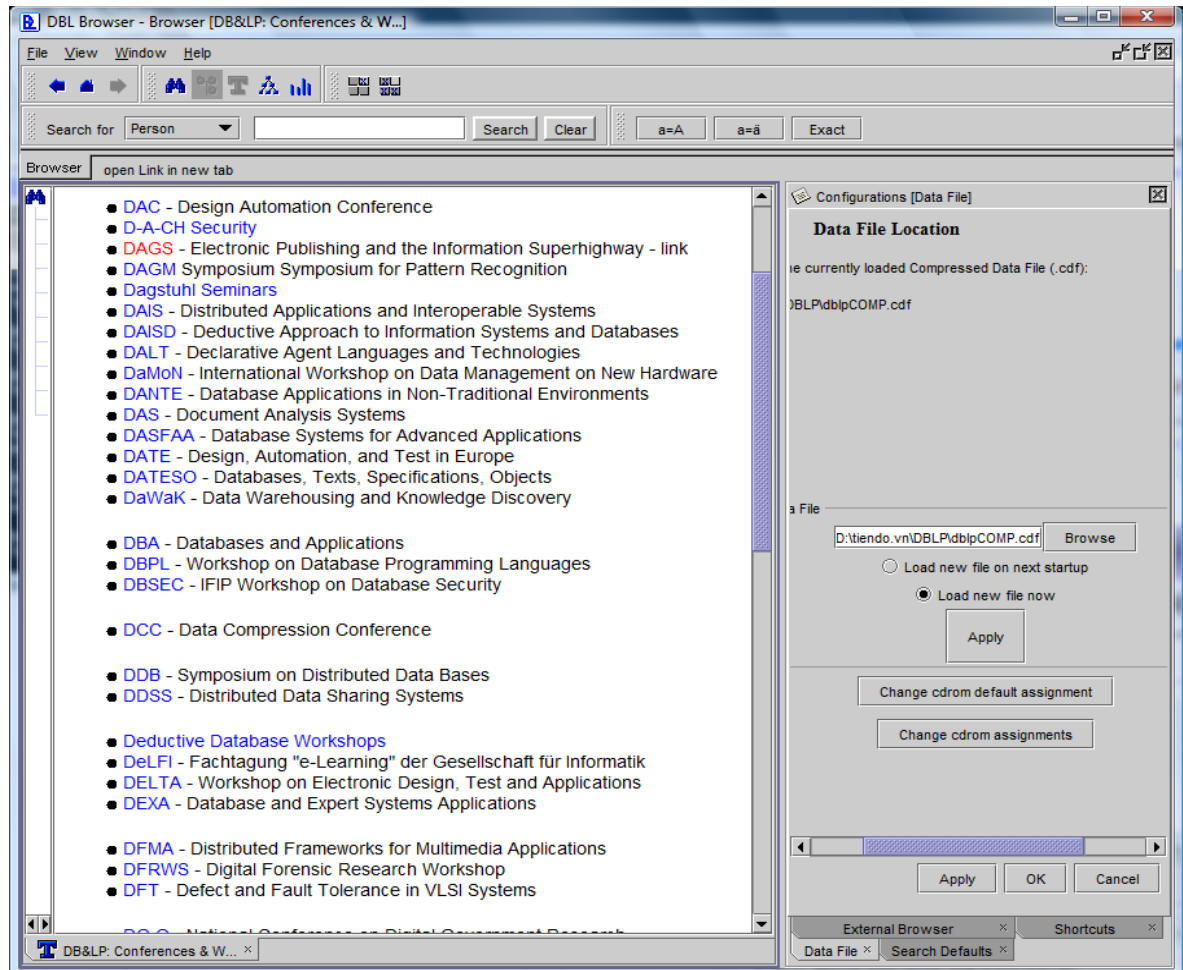 DBL Browser - Browser [DB&LP: Conferences & W...]
File View Window Help
Search for Person Search Clear a=A a=ä Exact
Browser open Link in new tab
DAC - Design Automation Conference
D-A-CH Security
DAGS - Electronic Publishing and the Information Superhighway - link
DAGM Symposium Symposium for Pattern Recognition
Dagstuhl Seminars
DAIS - Distributed Applications and Interoperable Systems
DAISD - Deductive Approach to Information Systems and Databases
DALT - Declarative Agent Languages and Technologies
DaMoN - International Workshop on Data Management on New Hardware
DANTE - Database Applications in Non-Traditional Environments
DAS - Document Analysis Systems
DASFAA - Database Systems for Advanced Applications
DATE - Design, Automation, and Test in Europe
DATESO - Databases, Texts, Specifications, Objects
DaWaK - Data Warehousing and Knowledge Discovery
DBA - Databases and Applications
DBPL - Workshop on Database Programming Languages
DBSEC - IFIP Workshop on Database Security
DCC - Data Compression Conference
DDB - Symposium on Distributed Data Bases
DDSS - Distributed Data Sharing Systems
Deductive Database Workshops
DeLFI - Fachtagung "e-Learning" der Gesellschaft für Informatik
DELTA - Workshop on Electronic Design, Test and Applications
DEXA - Database and Expert Systems Applications
DFMA - Distributed Frameworks for Multimedia Applications
DFRWS - Digital Forensic Research Workshop
DFT - Defect and Fault Tolerance in VLSI Systems
National Conference on Digital Government Research
DB&LP: Conferences & W...
Configurations [Data File]
Data File Location
currently loaded Compressed Data File (.cdf):
DBLP\dblpCOMP.cdf
File
D:\tiendo.vn\DBLP\dblpCOMP.cdf Browse
Load new file on next startup
Load new file now
Apply
Change cdrom default assignment
Change cdrom assignments
Apply OK Cancel
External Browser Shortcuts
Data File Search Defaults